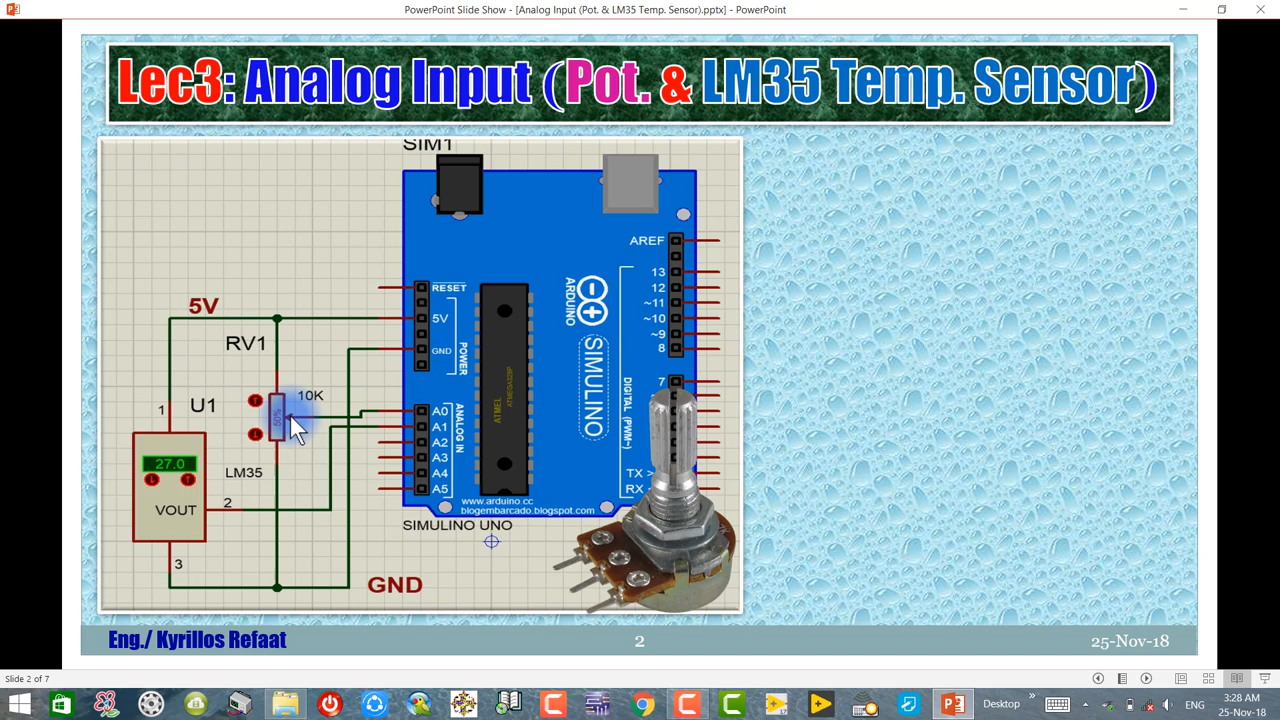 PowerPoint Slide Show - [Analog Input (Pot. & LM35 Temp. Sensor).pptx] - PowerPoint
Lec3: Analog Input (Pot. & LM35 Temp. Sensor)
SIM1
AREF
13
RESET
12
~11
5V
5V
~10
RV1
~9
GND
8
POWER
ARDUINO
SIMULINO
DIGITAL (PWM~)
7
10K
1
U1
50%
A0
A1
A2
A3
A4
A5
ANALOG IN
ATMEL
ATMEGA328P
27.0
LM35
TX >
RX
VOUT
2
www.arduino.cc
blogembarcado.blogspot.com
SIMULINO UNO
3
GND
Eng./ Kyrillos Refaat
2
25-Nov-18
Slide 2 of 7
Desktop
ENG
3:28 AM
25-Nov-18